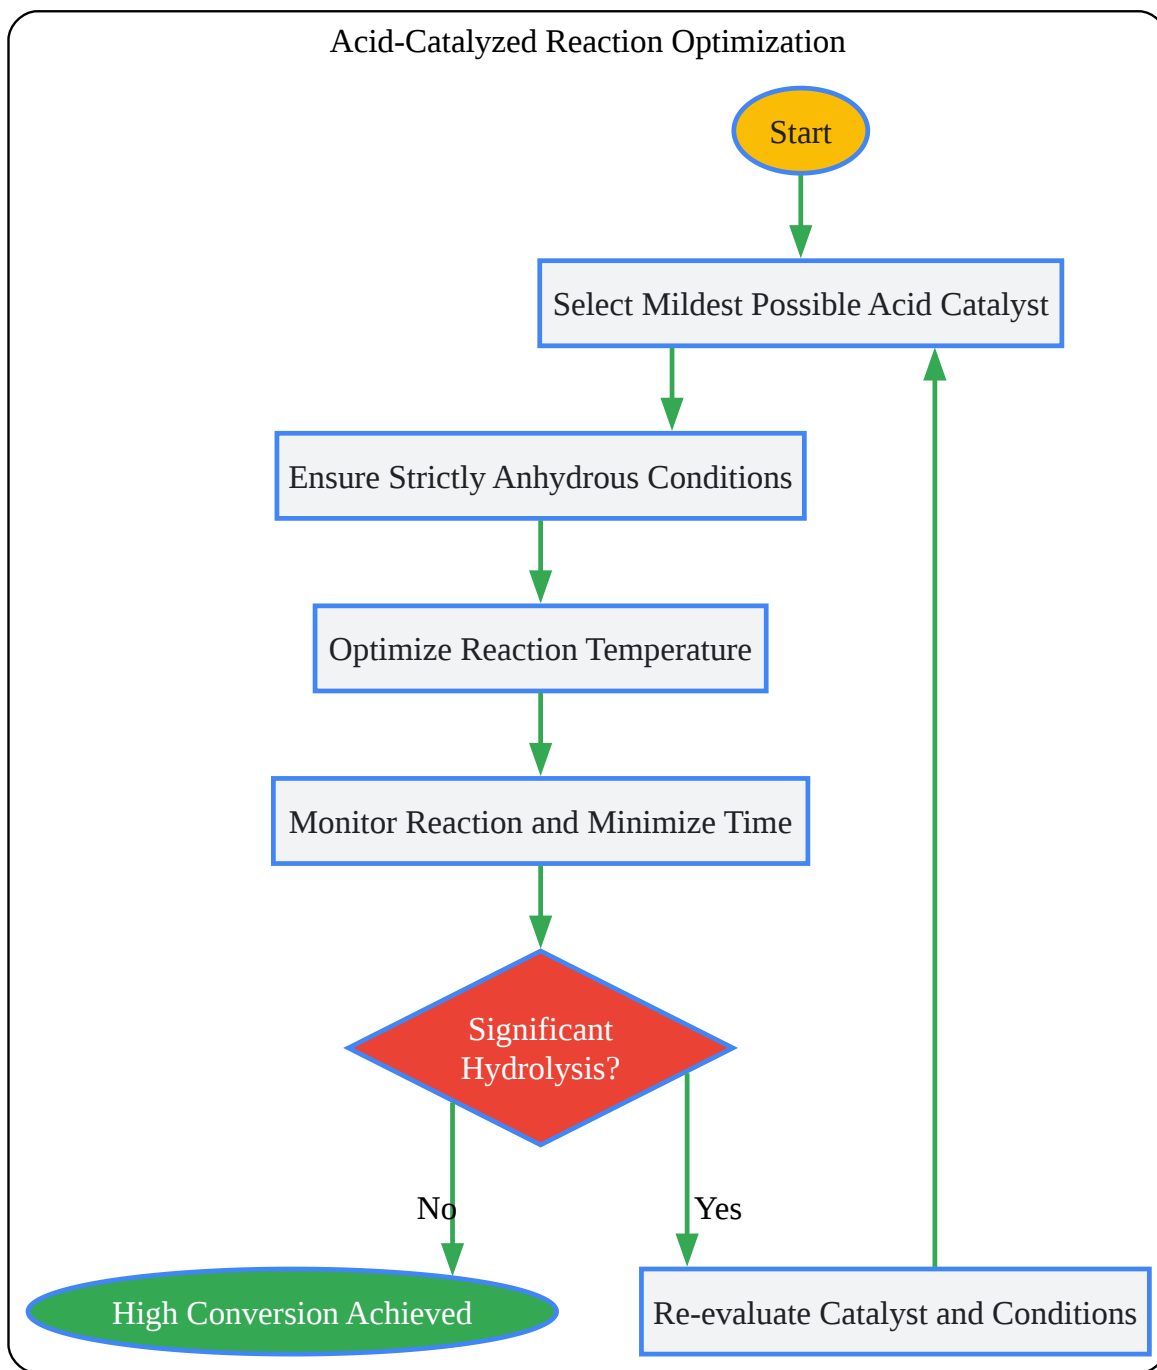 Acid-Catalyzed Reaction Optimization
Start
Select Mildest Possible Acid Catalyst
Ensure Strictly Anhydrous Conditions
Optimize Reaction Temperature
Monitor Reaction and Minimize Time
Significant
Hydrolysis?
No
Yes
High Conversion Achieved
Re-evaluate Catalyst and Conditions